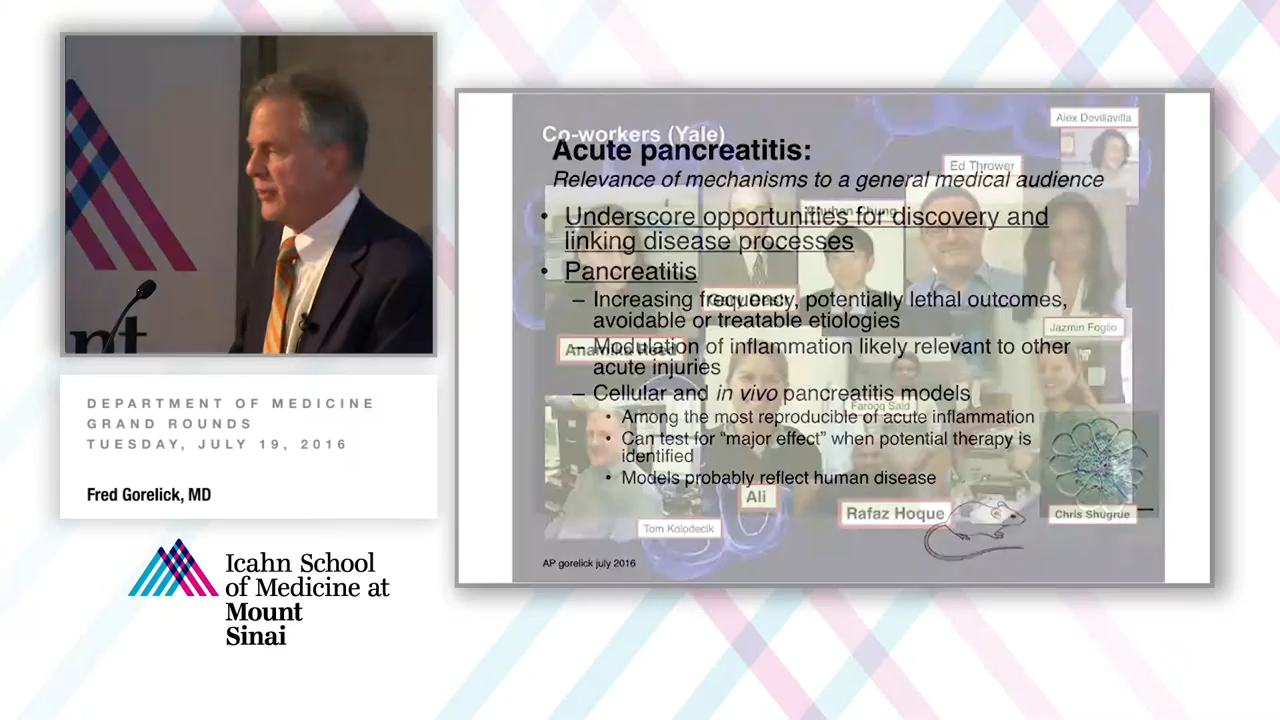 nt
DEPARTMENT OF MEDICINE
GRAND ROUNDS
TUESDAY, JULY 19, 2016
Fred Gorelick, MD
Icahn School
of Medicine at
Mount
Sinai
Co-workers (Yale)
Alex Devillavilla
Acute pancreatitis:
Ed Thrower
Relevance of mechanisms to a general medical audience
• Underscore opportunities for discovery and
linking disease processes
• Pancreatitis
– Increasing frequency, potentially lethal outcomes,
avoidable or treatable etiologies
Jazmin Foglio
– Modulation of inflammation likely relevant to other
acute injuries
– Cellular and in vivo pancreatitis models
Farooq Said
• Among the most reproducible of acute inflammation
• Can test for “major effect” when potential therapy is
identified
• Models probably reflect human disease
Ali
Rafaz Hoque
Chris Shugrue
Tom Kolodecik
AP gorelick july 2016